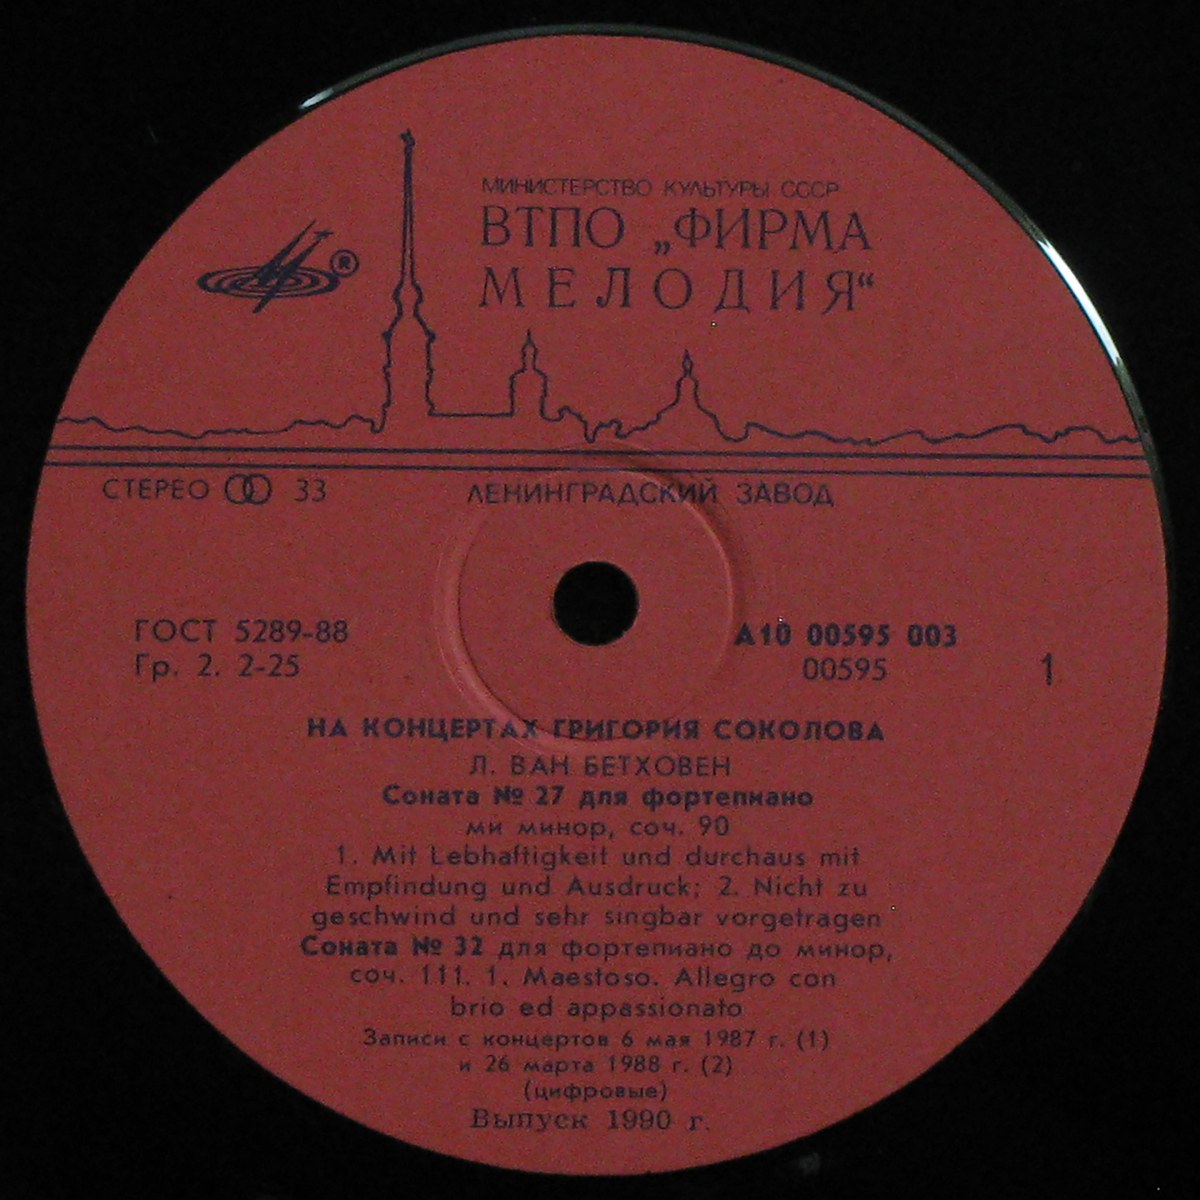 МИНИСТЕРСТВО КУЛЬТУРЫ СССР
ВТПО „ФИРМА
МЕЛОДИЯ“
®
СТЕРЕО 33
ЛЕНИНГРАДСКИЙ ЗАВОД
ГОСТ 5289-88
Гр. 2. 2-25
А10 00595 003
00595
1
НА КОНЦЕРТАХ ГРИГОРИЯ СОКОЛОВА
Л. ВАН БЕТХОВЕН
Соната № 27 для фортепиано
ми минор, соч. 90
1. Mit Lebhaftigkeit und durchaus mit
Empfindung und Ausdruck; 2. Nicht zu
geschwind und sehr singbar vorgetragen
Соната № 32 для фортепиано до минор,
соч. 111. 1. Maestoso. Allegro con
brio ed appassionato
Записи с концертов 6 мая 1987 г. (1)
и 26 марта 1988 г. (2)
(цифровые)
Выпуск 1990 г.